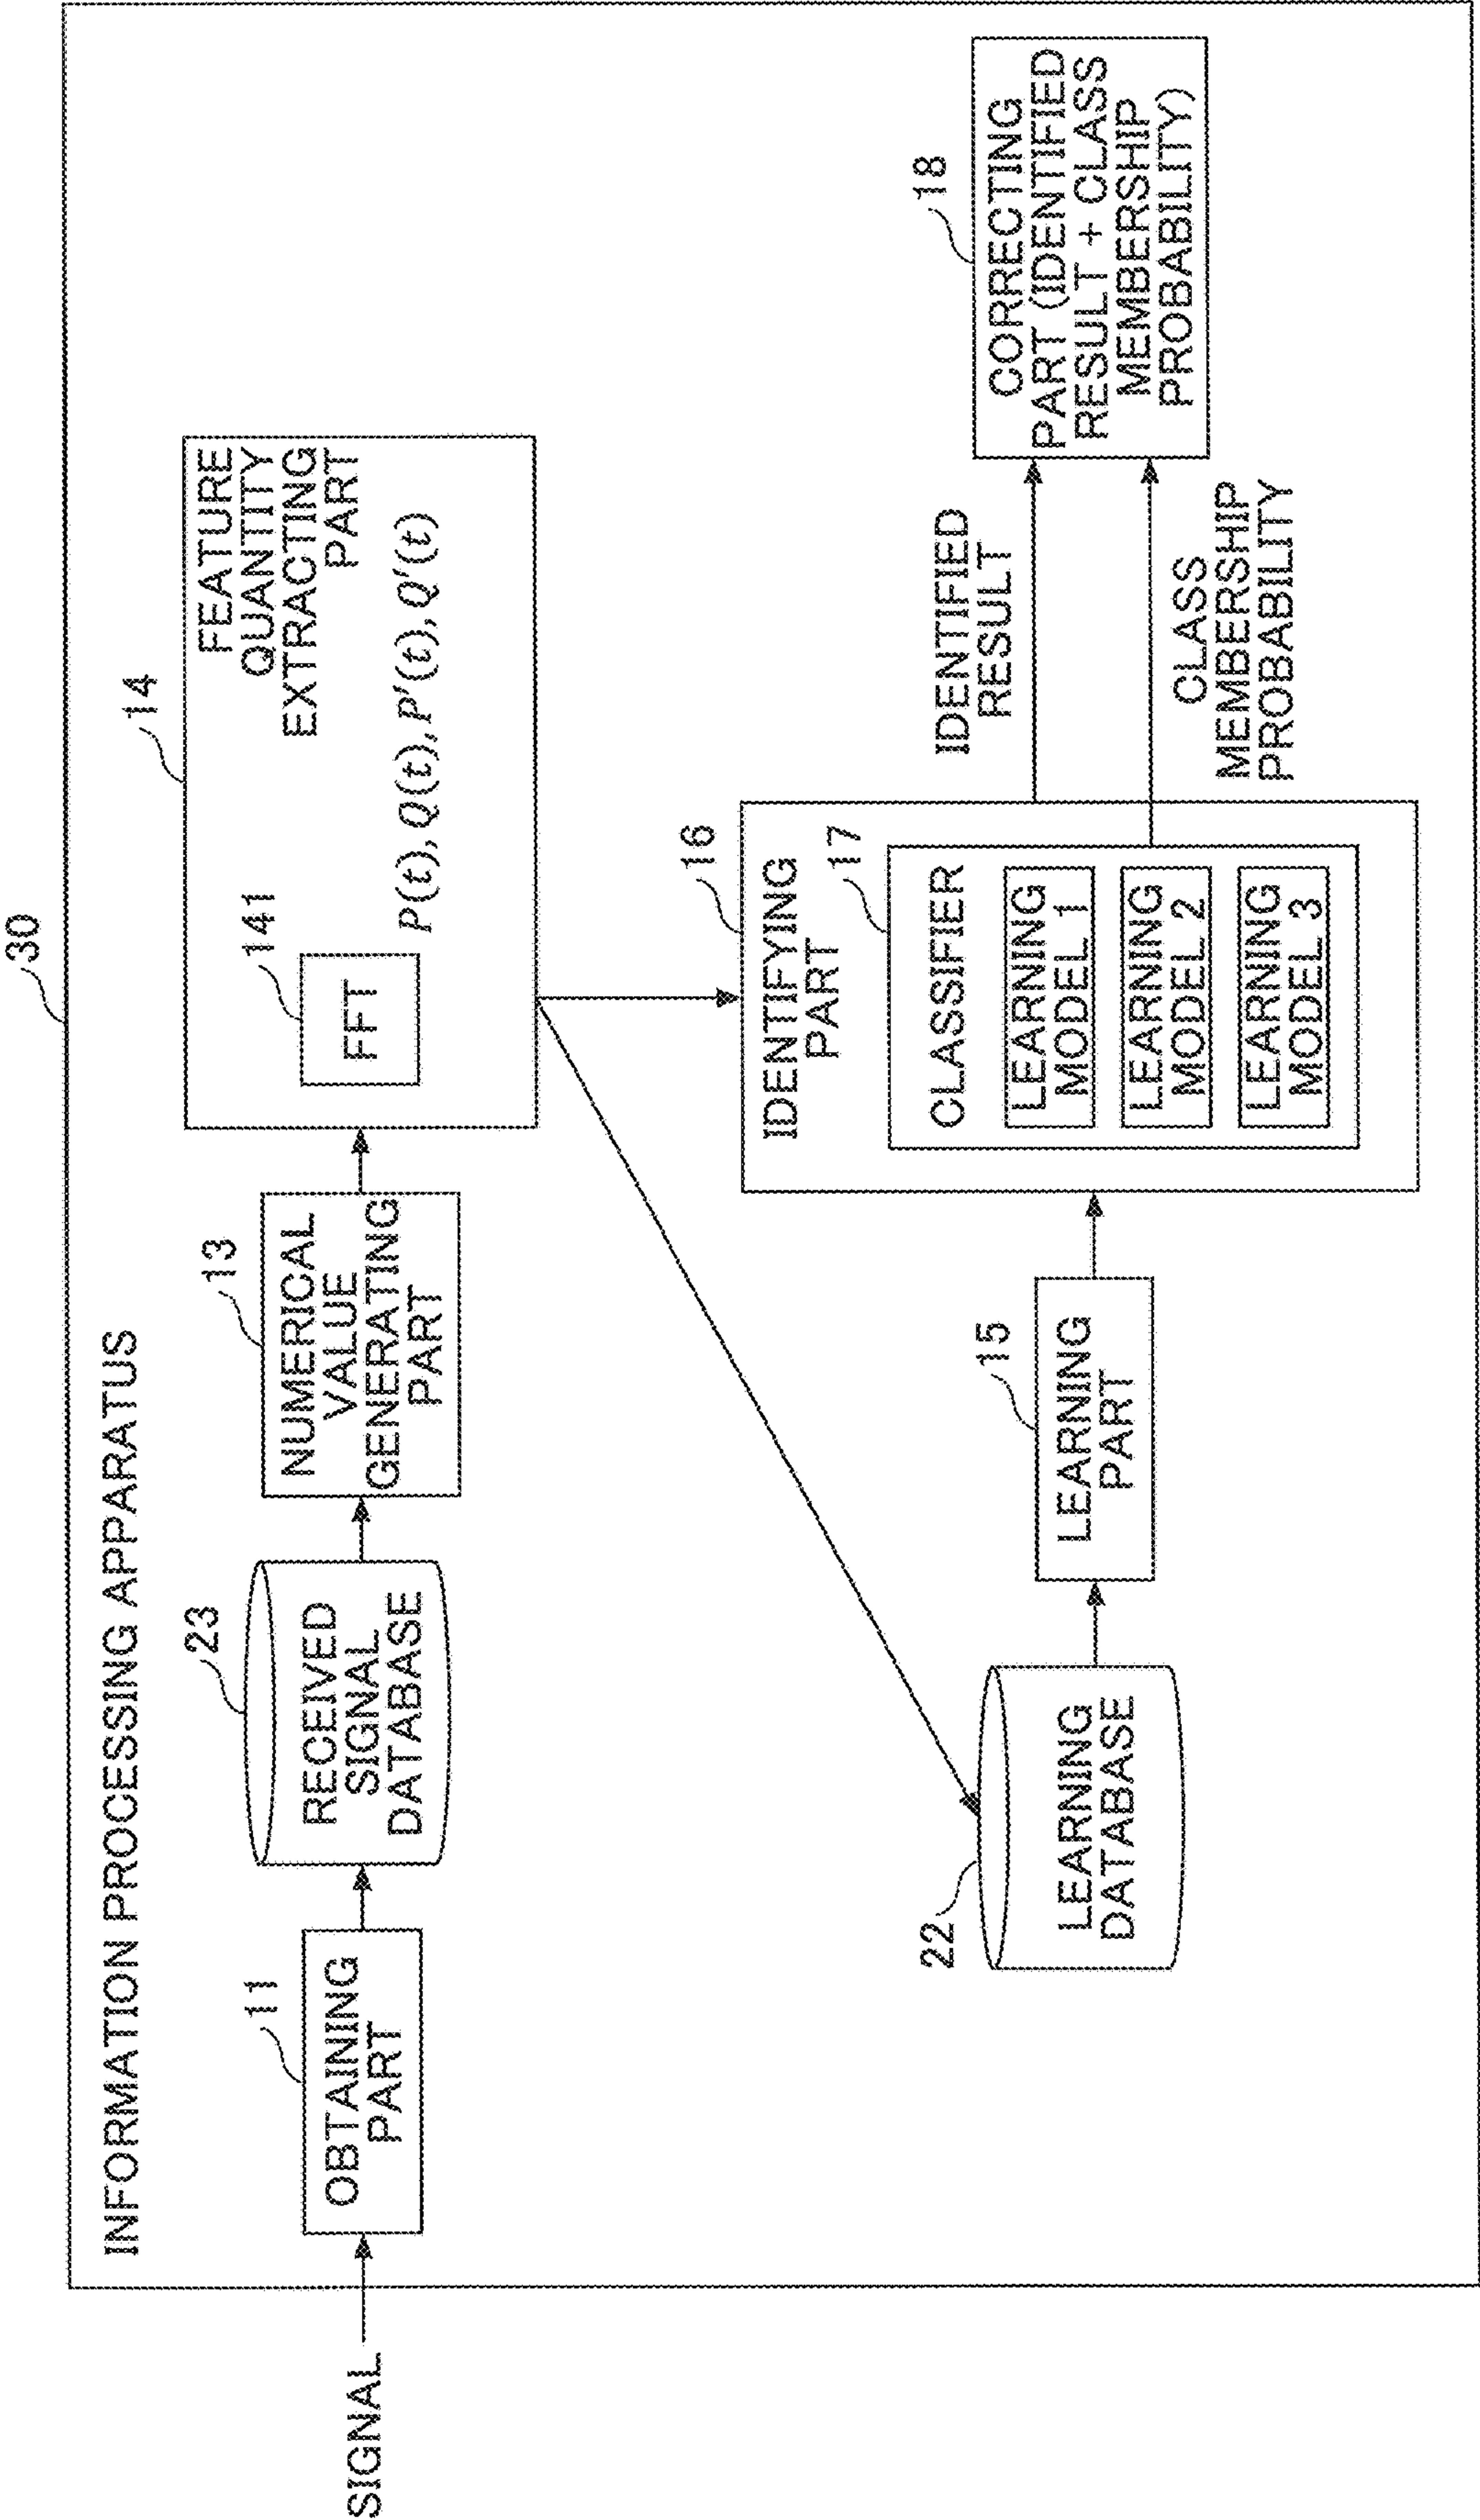 30
INFORMATION PROCESSING APPARATUS
SIGNAL
11
OBTAINING
PART
23
RECEIVED
SIGNAL
DATABASE
13
NUMERICAL
VALUE
GENERATING
PART
14
FEATURE
QUANTITY
EXTRACTING
PART
141
FFT
P(t), Q(t), P'(t), Q'(t)
22
LEARNING
DATABASE
15
LEARNING
PART
16
IDENTIFYING
PART
17
CLASSIFIER
LEARNING
MODEL 1
LEARNING
MODEL 2
LEARNING
MODEL 3
IDENTIFIED
RESULT
CLASS
MEMBERSHIP
PROBABILITY
18
CORRECTING
PART (IDENTIFIED
RESULT + CLASS
MEMBERSHIP
PROBABILITY)